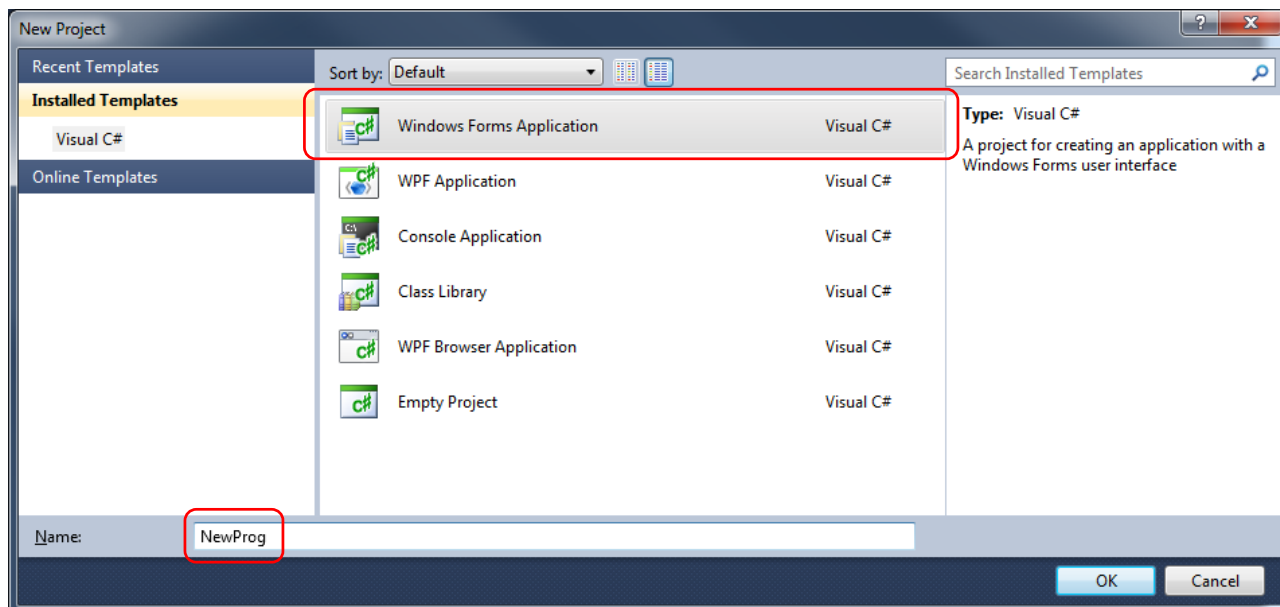 New Project
Recent Templates
Installed Templates
Visual C#
Online Templates
Sort by: Default
Search Installed Templates
Windows Forms Application Visual C#
WPF Application Visual C#
Console Application Visual C#
Class Library Visual C#
WPF Browser Application Visual C#
Empty Project Visual C#
Type: Visual C#
A project for creating an application with a
Windows Forms user interface
Name: NewProg
OK Cancel